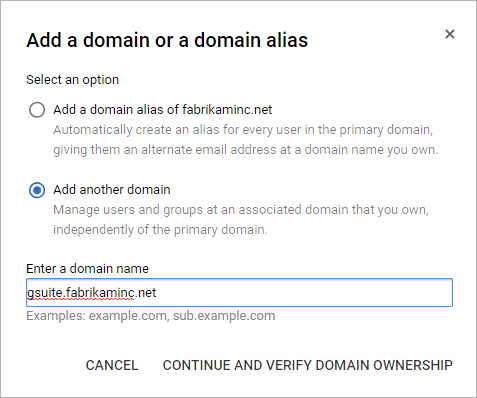 Add a domain or a domain alias
Select an option
Add a domain alias of fabrikaminc.net
Automatically create an alias for every user in the primary domain,
giving them an alternate email address at a domain name you own.
Add another domain
Manage users and groups at an associated domain that you own,
independently of the primary domain.
Enter a domain name
gsuite.fabrikaminc.net
Examples: example.com, sub.example.com
CANCEL CONTINUE AND VERIFY DOMAIN OWNERSHIP